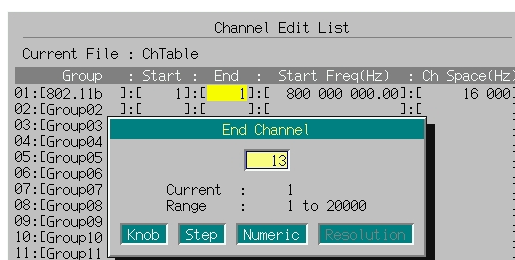 Channel Edit List
Current File : ChTable
Group : Start : End : Start Freq(Hz) : Ch Space(Hz
01:[802.11b ]:[ 1]:[ 1]:[ 800 000 000.00]:[ 16 000]
02:[Group02 ]:[ ]:[ ]:[ ]:[ ]
03:[Group03
04:[Group04
05:[Group05
06:[Group06
07:[Group07
08:[Group08
09:[Group09
10:[Group10
11:[Group11
End Channel
13
Current : 1
Range : 1 to 20000
Knob Step Numeric Resolution